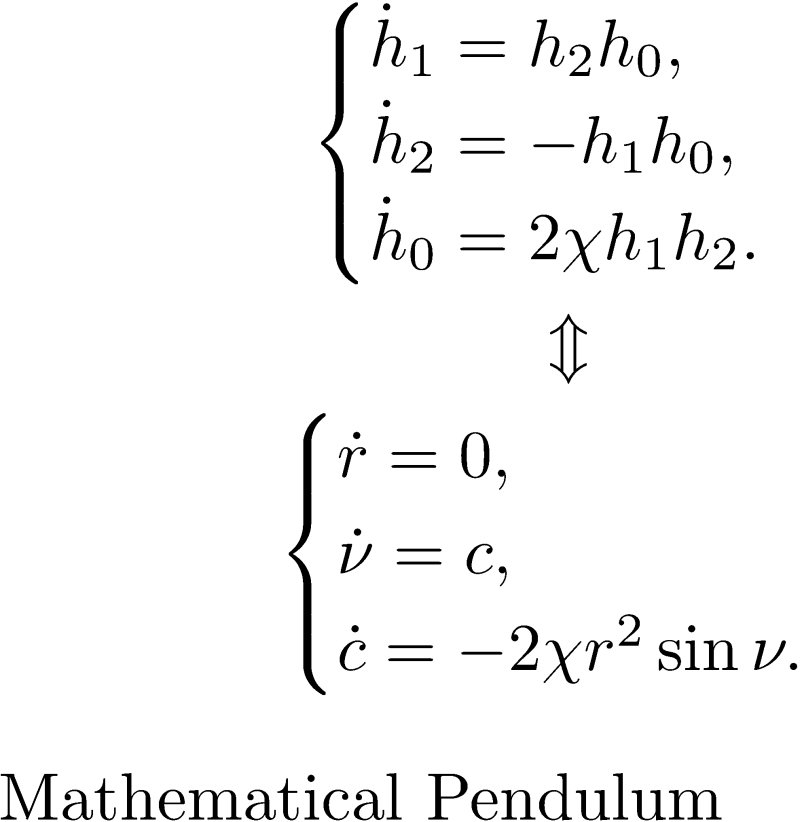 ḣ₁ = h₂h₀,
ḣ₂ = −h₁h₀,
ḣ₀ = 2χh₁h₂.
⇕
ṙ = 0,
ν̇ = c,
ċ = −2χr² sin ν.
Mathematical Pendulum